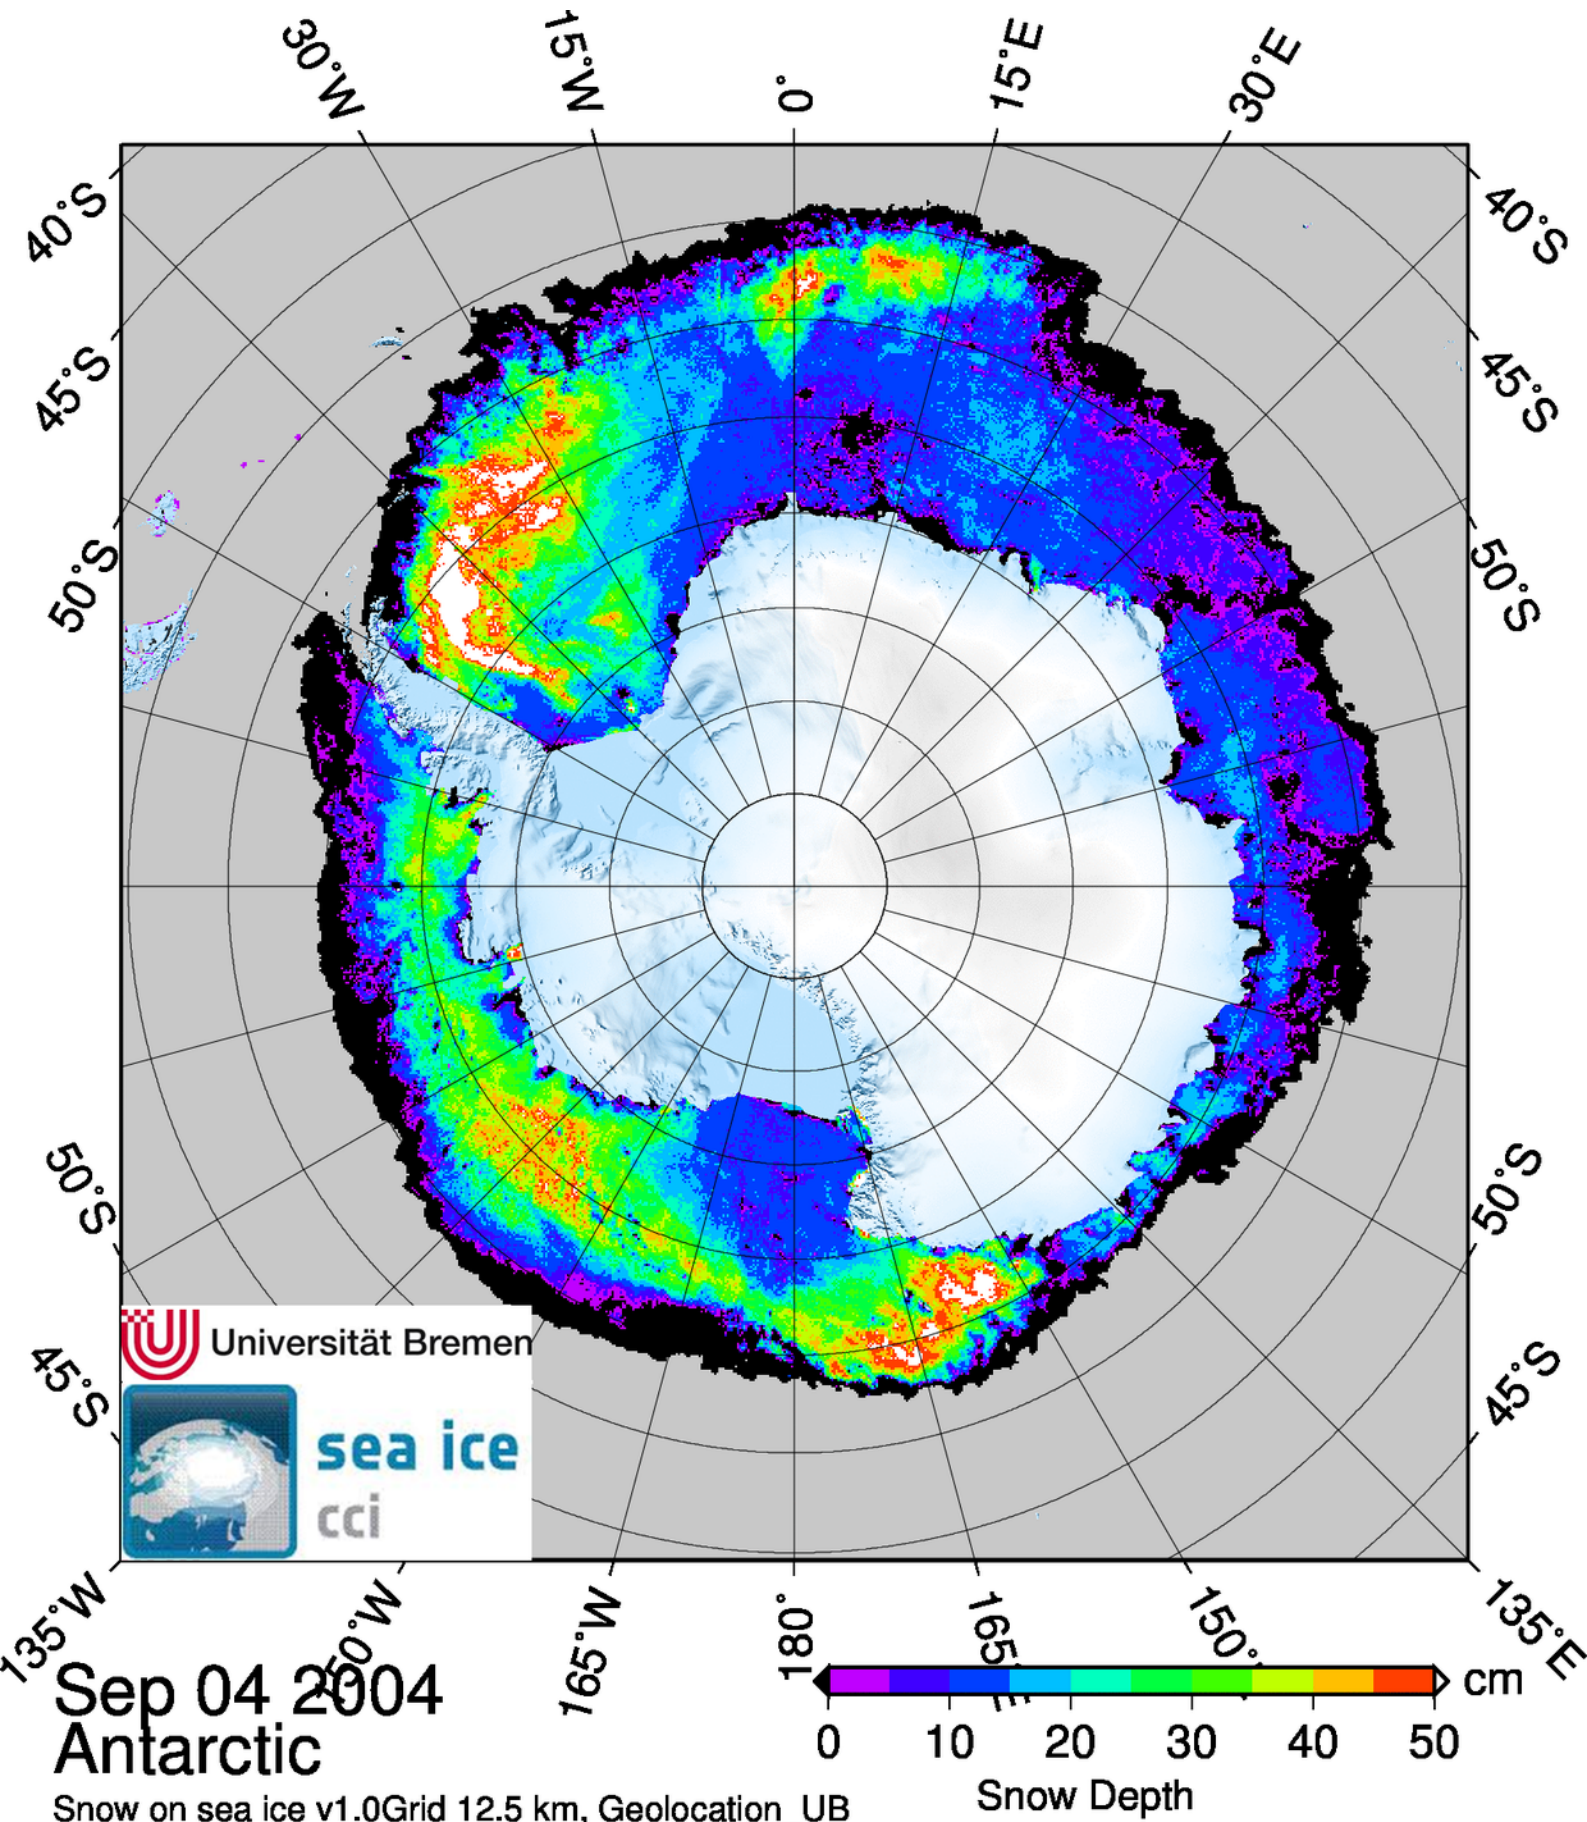 30°W
15°W
0°
15°E
30°E
40°S
40°S
45°S
45°S
50°S
50°S
50°S
50°S
45°S
45°S
Universität Bremen
sea ice
cci
135°W
150°W
165°W
180°
165°E
150°
135°E
Sep 04 2004
Antarctic
Snow on sea ice v1.0Grid 12.5 km, Geolocation UB
cm
0 10 20 30 40 50
Snow Depth